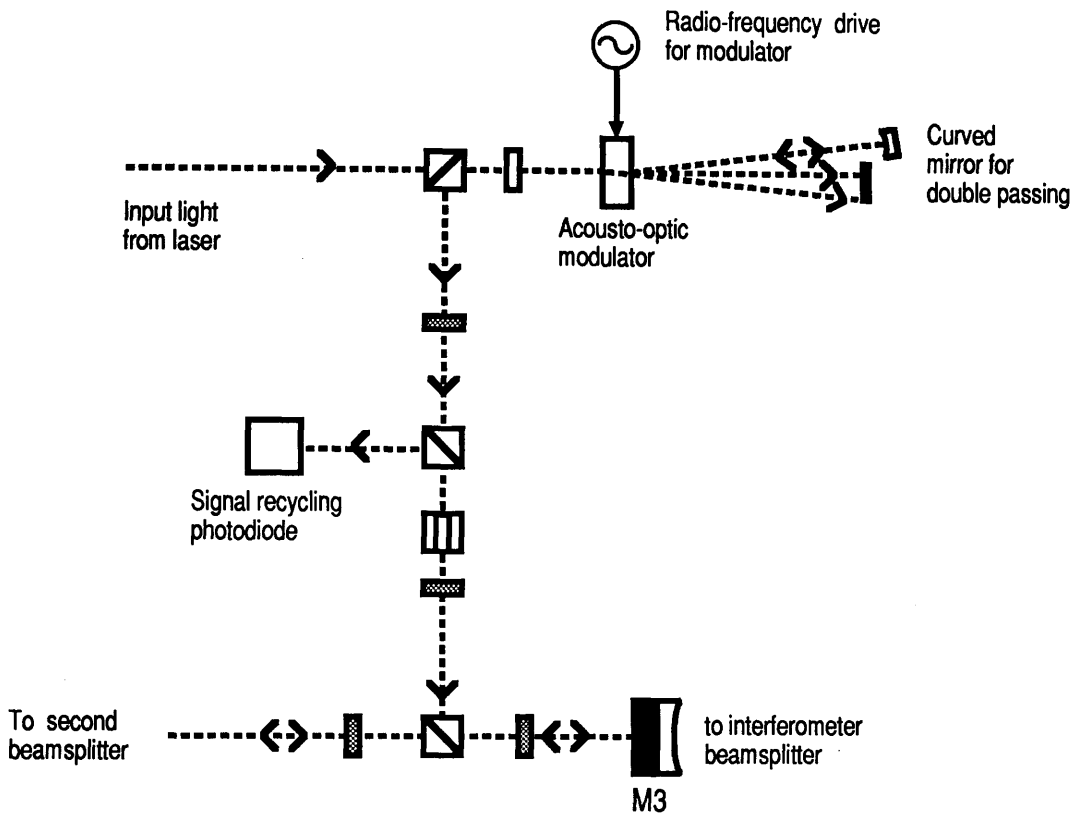 Radio-frequency drive
for modulator
Curved
mirror for
double passing
Input light
from laser
Acousto-optic
modulator
Signal recycling
photodiode
To second
beamsplitter
to interferometer
beamsplitter
M3